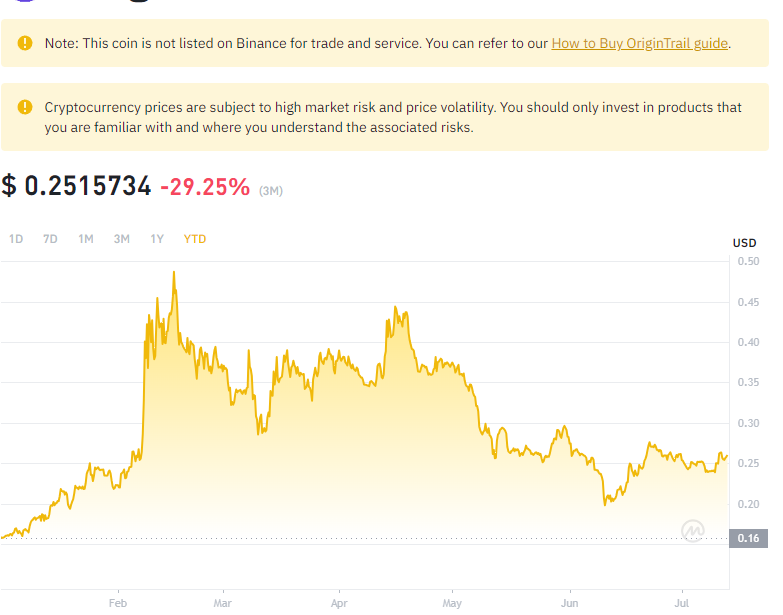 Note: This coin is not listed on Binance for trade and service. You can refer to our How to Buy OriginTrail guide.
Cryptocurrency prices are subject to high market risk and price volatility. You should only invest in products that
you are familiar with and where you understand the associated risks.
$ 0.2515734 -29.25% (3M)
1D 7D 1M 3M 1Y YTD
USD
0.50
0.45
0.40
0.35
0.30
0.25
0.20
0.16
Feb Mar Apr May Jun Jul